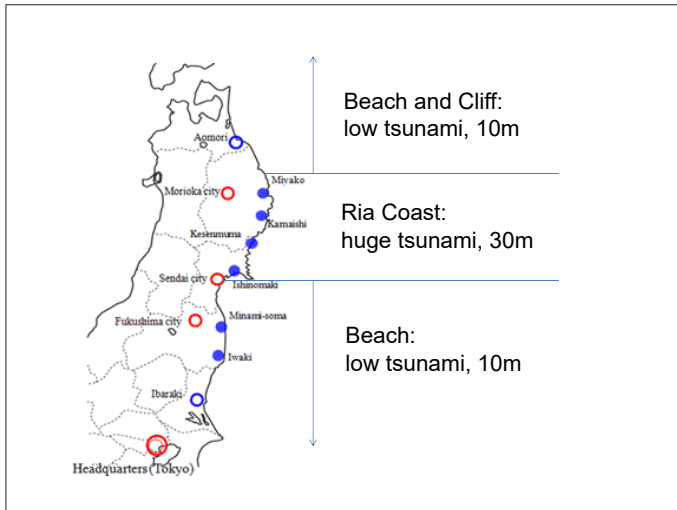 Beach and Cliff:
low tsunami, 10m
Aomori
Miyako
Morioka city
Kamaishi
Ria Coast:
huge tsunami, 30m
Kesenmuma
Sendai city
Ishinomaki
Minami-soma
Fukushima city
Beach:
low tsunami, 10m
Iwaki
Ibaraki
Headquarters (Tokyo)